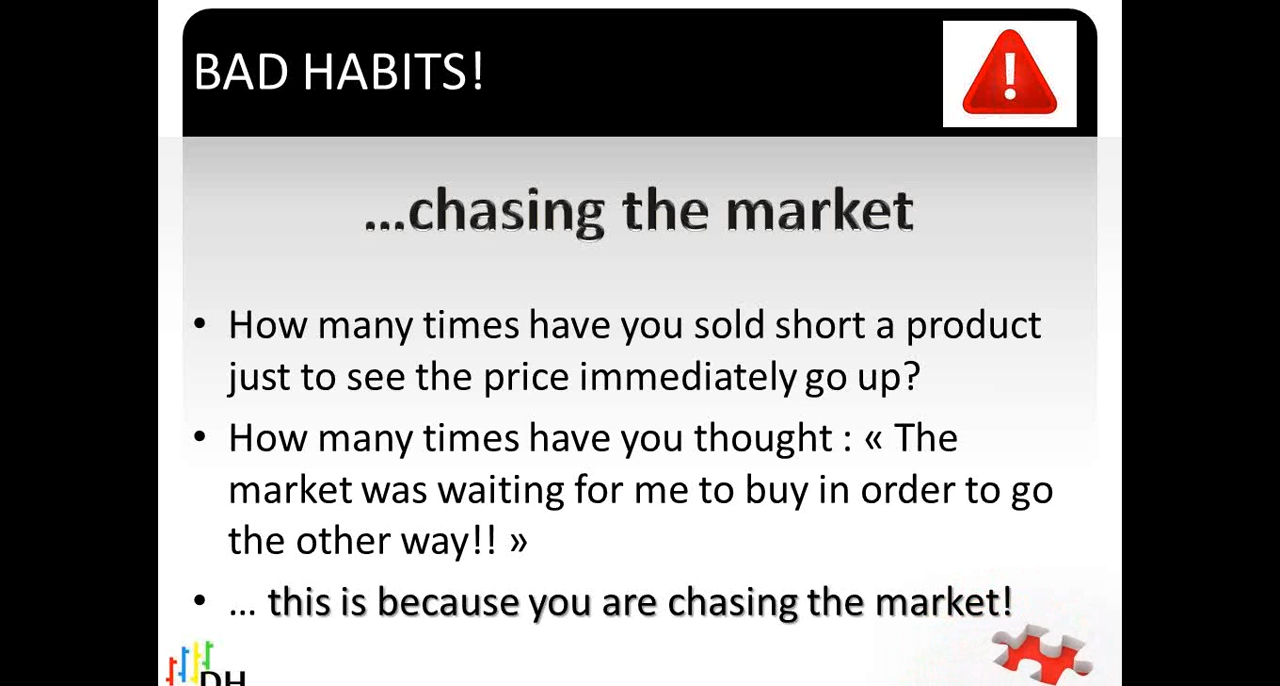 BAD HABITS!
...chasing the market
• How many times have you sold short a product
just to see the price immediately go up?
• How many times have you thought : « The
market was waiting for me to buy in order to go
the other way!! »
• ... this is because you are chasing the market!
DH